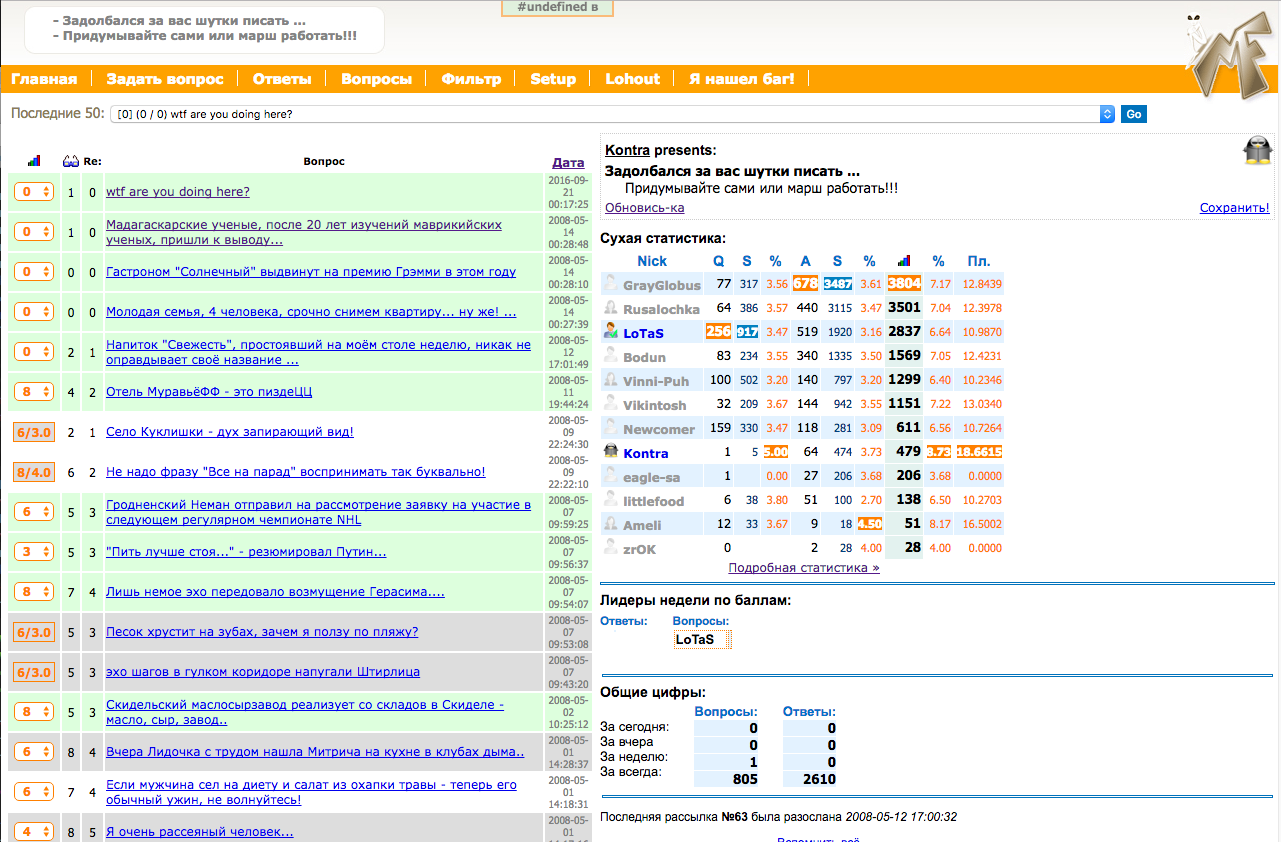 #undefined в
- Задолбался за вас шутки писать ...
- Придумывайте сами или марш работать!!!
MF
Главная Задать вопрос Ответы Вопросы Фильтр Setup Lohout Я нашел баг!
Последние 50: [0] (0 / 0) wtf are you doing here? Go
Re: Вопрос Дата
0 1 0 wtf are you doing here? 2016-09-
21
00:17:25
0 1 0 Мадагаскарские ученые, после 20 лет изучений маврикийских
ученых, пришли к выводу... 2008-05-
14
00:28:48
0 0 0 Гастроном "Солнечный" выдвинут на премию Грэмми в этом году 2008-05-
14
00:28:10
0 0 0 Молодая семья, 4 человека, срочно снимем квартиру... ну же! ... 2008-05-
14
00:27:39
0 2 1 Напиток "Свежесть", простоявший на моём столе неделю, никак не
оправдывает своё название ... 2008-05-
12
17:01:49
8 4 2 Отель МуравьёФФ - это пиздеЦЦ 2008-05-
11
19:44:24
6/3.0 2 1 Село Куклишки - дух запирающий вид! 2008-05-
09
22:24:30
8/4.0 6 2 Не надо фразу "Все на парад" воспринимать так буквально! 2008-05-
09
22:22:10
6 5 3 Гродненский Неман отправил на рассмотрение заявку на участие в
следующем регулярном чемпионате NHL 2008-05-
07
09:59:25
3 5 3 "Пить лучше стоя..." - резюмировал Путин... 2008-05-
07
09:56:37
8 7 4 Лишь немое эхо передовало возмущение Герасима.... 2008-05-
07
09:54:07
6/3.0 5 3 Песок хрустит на зубах, зачем я ползу по пляжу? 2008-05-
07
09:53:08
6/3.0 5 3 эхо шагов в гулком коридоре напугали Штирлица 2008-05-
07
09:43:20
8 5 3 Скидельский маслосырзавод реализует со складов в Скиделе -
масло, сыр, завод.. 2008-05-
02
10:25:12
6 8 4 Вчера Лидочка с трудом нашла Митрича на кухне в клубах дыма.. 2008-05-
01
14:28:37
6 7 4 Если мужчина сел на диету и салат из охапки травы - теперь его
обычный ужин, не волнуйтесь! 2008-05-
01
14:18:31
4 8 5 Я очень рассеяный человек... 2008-05-
01
Kontra presents:
Задолбался за вас шутки писать ...
Придумывайте сами или марш работать!!!
Обновись-ка Сохранить!
Сухая статистика:
Nick Q S % A S % % Пл.
GrayGlobus 77 317 3.56 678 3487 3.61 3804 7.17 12.8439
Rusalochka 64 386 3.57 440 3115 3.47 3501 7.04 12.3978
LoTaS 256 917 3.47 519 1920 3.16 2837 6.64 10.9870
Bodun 83 234 3.55 340 1335 3.50 1569 7.05 12.4231
Vinni-Puh 100 502 3.20 140 797 3.20 1299 6.40 10.2346
Vikintosh 32 209 3.67 144 942 3.55 1151 7.22 13.0340
Newcomer 159 330 3.47 118 281 3.09 611 6.56 10.7264
Kontra 1 5 5.00 64 474 3.73 479 8.73 18.6615
eagle-sa 1 0.00 27 206 3.68 206 3.68 0.0000
littlefood 6 38 3.80 51 100 2.70 138 6.50 10.2703
Ameli 12 33 3.67 9 18 4.50 51 8.17 16.5002
zrOK 0 2 28 4.00 28 4.00 0.0000
Подробная статистика »
Лидеры недели по баллам:
Ответы: Вопросы:
LoTaS
Общие цифры:
Вопросы: Ответы:
За сегодня: 0 0
За вчера 0 0
За неделю: 1 0
За всегда: 805 2610
Последняя рассылка №63 была разослана 2008-05-12 17:00:32
Вспомнить всё